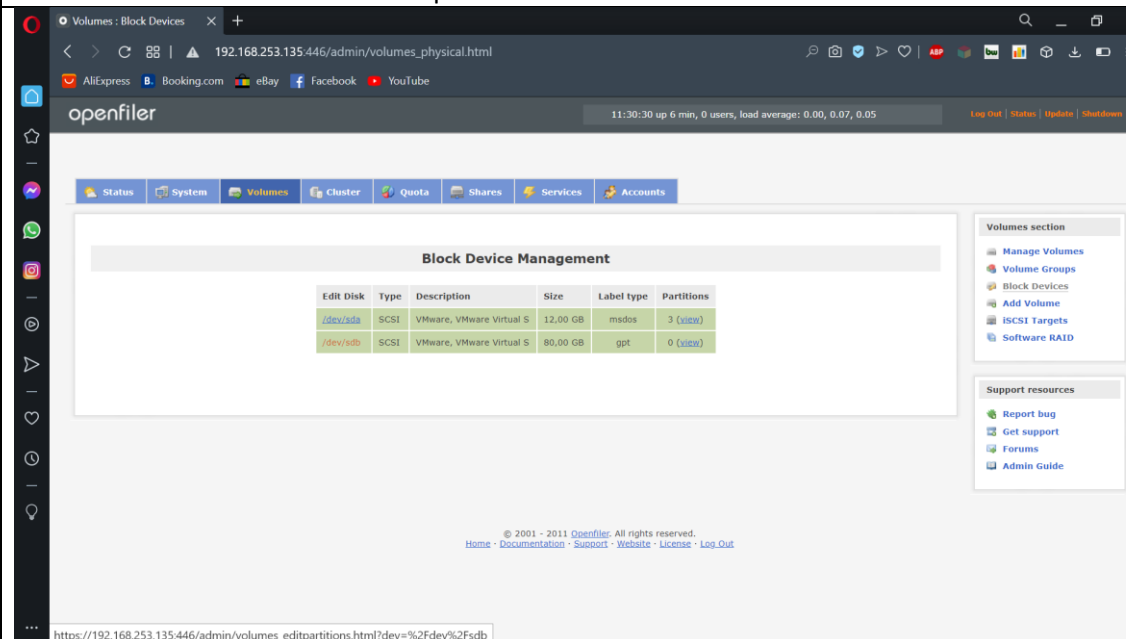 Volumes : Block Devices
192.168.253.135:446/admin/volumes_physical.html
AliExpress B. Booking.com eBay Facebook YouTube
openfiler
11:30:30 up 6 min, 0 users, load average: 0.00, 0.07, 0.05
Log Out | Status | Update | Shutdown
Status System Volumes Cluster Quota Shares Services Accounts
Block Device Management
Edit Disk Type Description Size Label type Partitions
/dev/sda SCSI VMware, VMware Virtual S 12,00 GB msdos 3 (view)
/dev/sdb SCSI VMware, VMware Virtual S 80,00 GB gpt 0 (view)
Volumes section
Manage Volumes
Volume Groups
Block Devices
Add Volume
iSCSI Targets
Software RAID
Support resources
Report bug
Get support
Forums
Admin Guide
© 2001 - 2011 Openfiler. All rights reserved.
Home · Documentation · Support · Website · License · Log Out
https://192.168.253.135:446/admin/volumes_editpartitions.html?dev=%2Fdev%2Fsdb